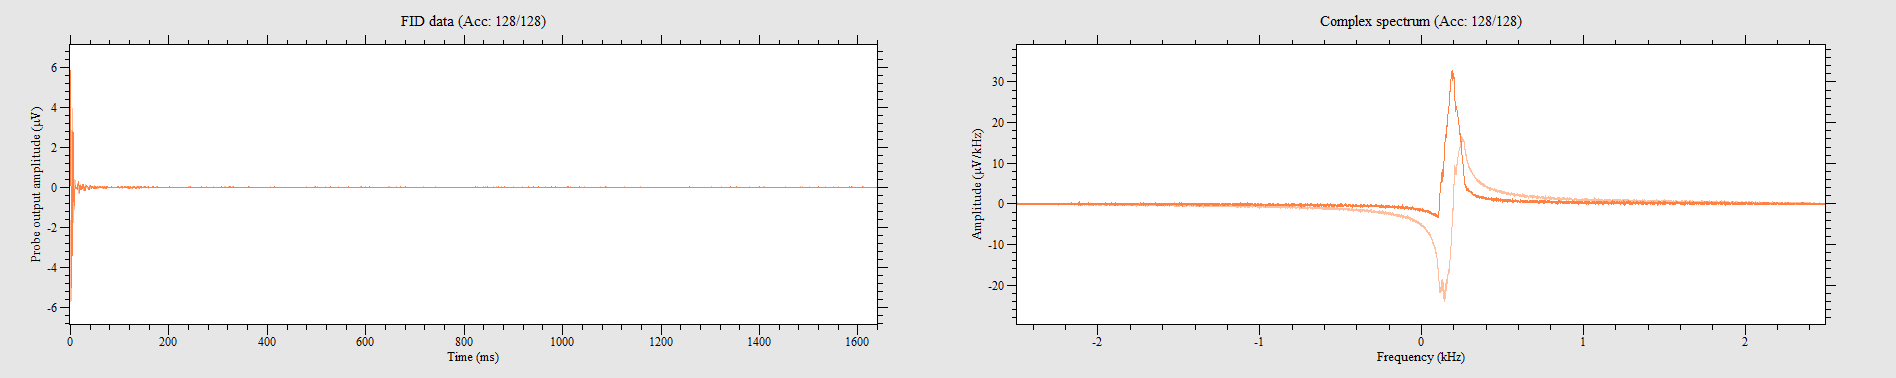 FID data (Acc: 128/128)
Probe output amplitude (µV)
6
4
2
0
-2
-4
-6
0 200 400 600 800 1000 1200 1400 1600
Time (ms)
Complex spectrum (Acc: 128/128)
Amplitude (µV/kHz)
30
20
10
0
-10
-20
-2 -1 0 1 2
Frequency (kHz)